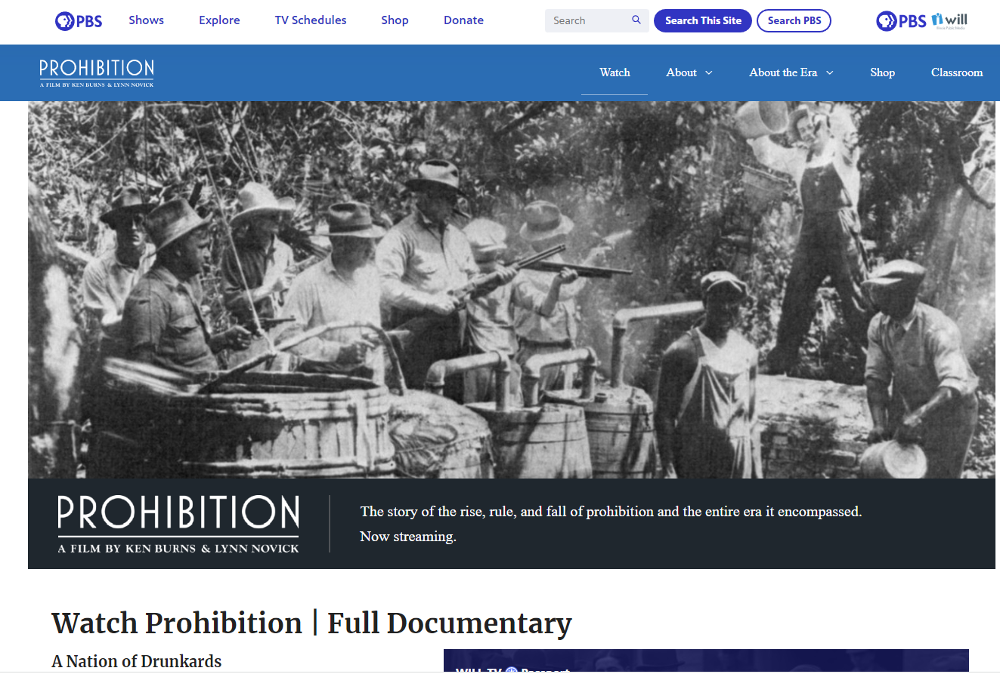 PBS Shows Explore TV Schedules Shop Donate Search Search This Site Search PBS PBS will
PROHIBITION
A FILM BY KEN BURNS & LYNN NOVICK
Watch About About the Era Shop Classroom
PROHIBITION
A FILM BY KEN BURNS & LYNN NOVICK
The story of the rise, rule, and fall of prohibition and the entire era it encompassed.
Now streaming.
Watch Prohibition | Full Documentary
A Nation of Drunkards
WILL-TV Passport